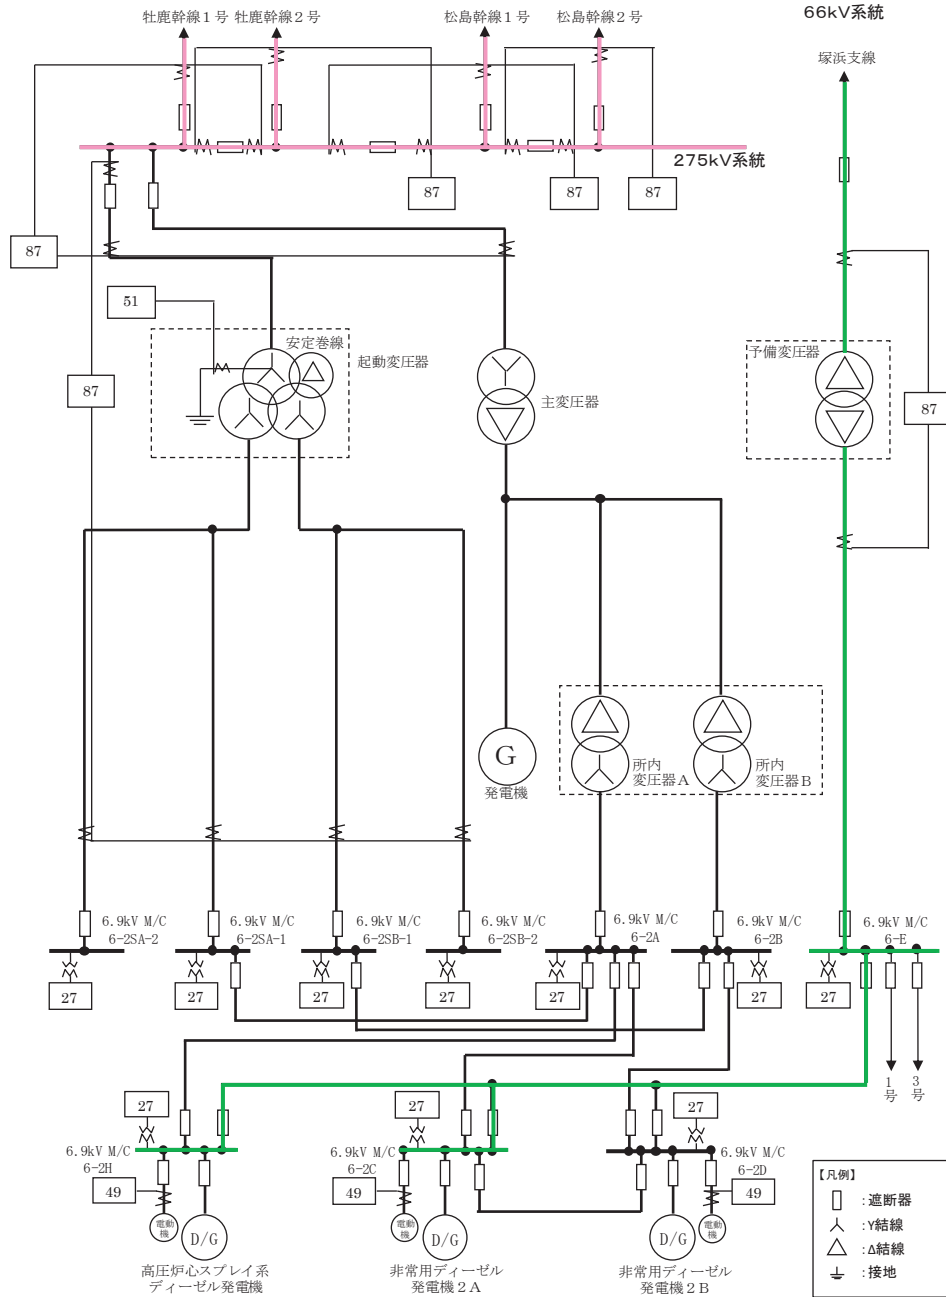 66kV系統
牡鹿幹線1号
牡鹿幹線2号
松島幹線1号
松島幹線2号
塚浜支線
275kV系統
87
87
87
87
51
安定巻線
起動変圧器
予備変圧器
87
87
主変圧器
G
発電機
所内
変圧器A
所内
変圧器B
6.9kV M/C
6-2SA-2
6.9kV M/C
6-2SA-1
6.9kV M/C
6-2SB-1
6.9kV M/C
6-2SB-2
6.9kV M/C
6-2A
6.9kV M/C
6-2B
6.9kV M/C
6-E
27
27
27
27
27
27
27
1号
3号
27
27
27
6.9kV M/C
6-2H
6.9kV M/C
6-2C
6.9kV M/C
6-2D
49
49
49
電動機
D/G
電動機
D/G
D/G
電動機
高圧炉心スプレイ系
ディーゼル発電機
非常用ディーゼル
発電機2A
非常用ディーゼル
発電機2B
【凡例】
:遮断器
:Y結線
:Δ結線
:接地